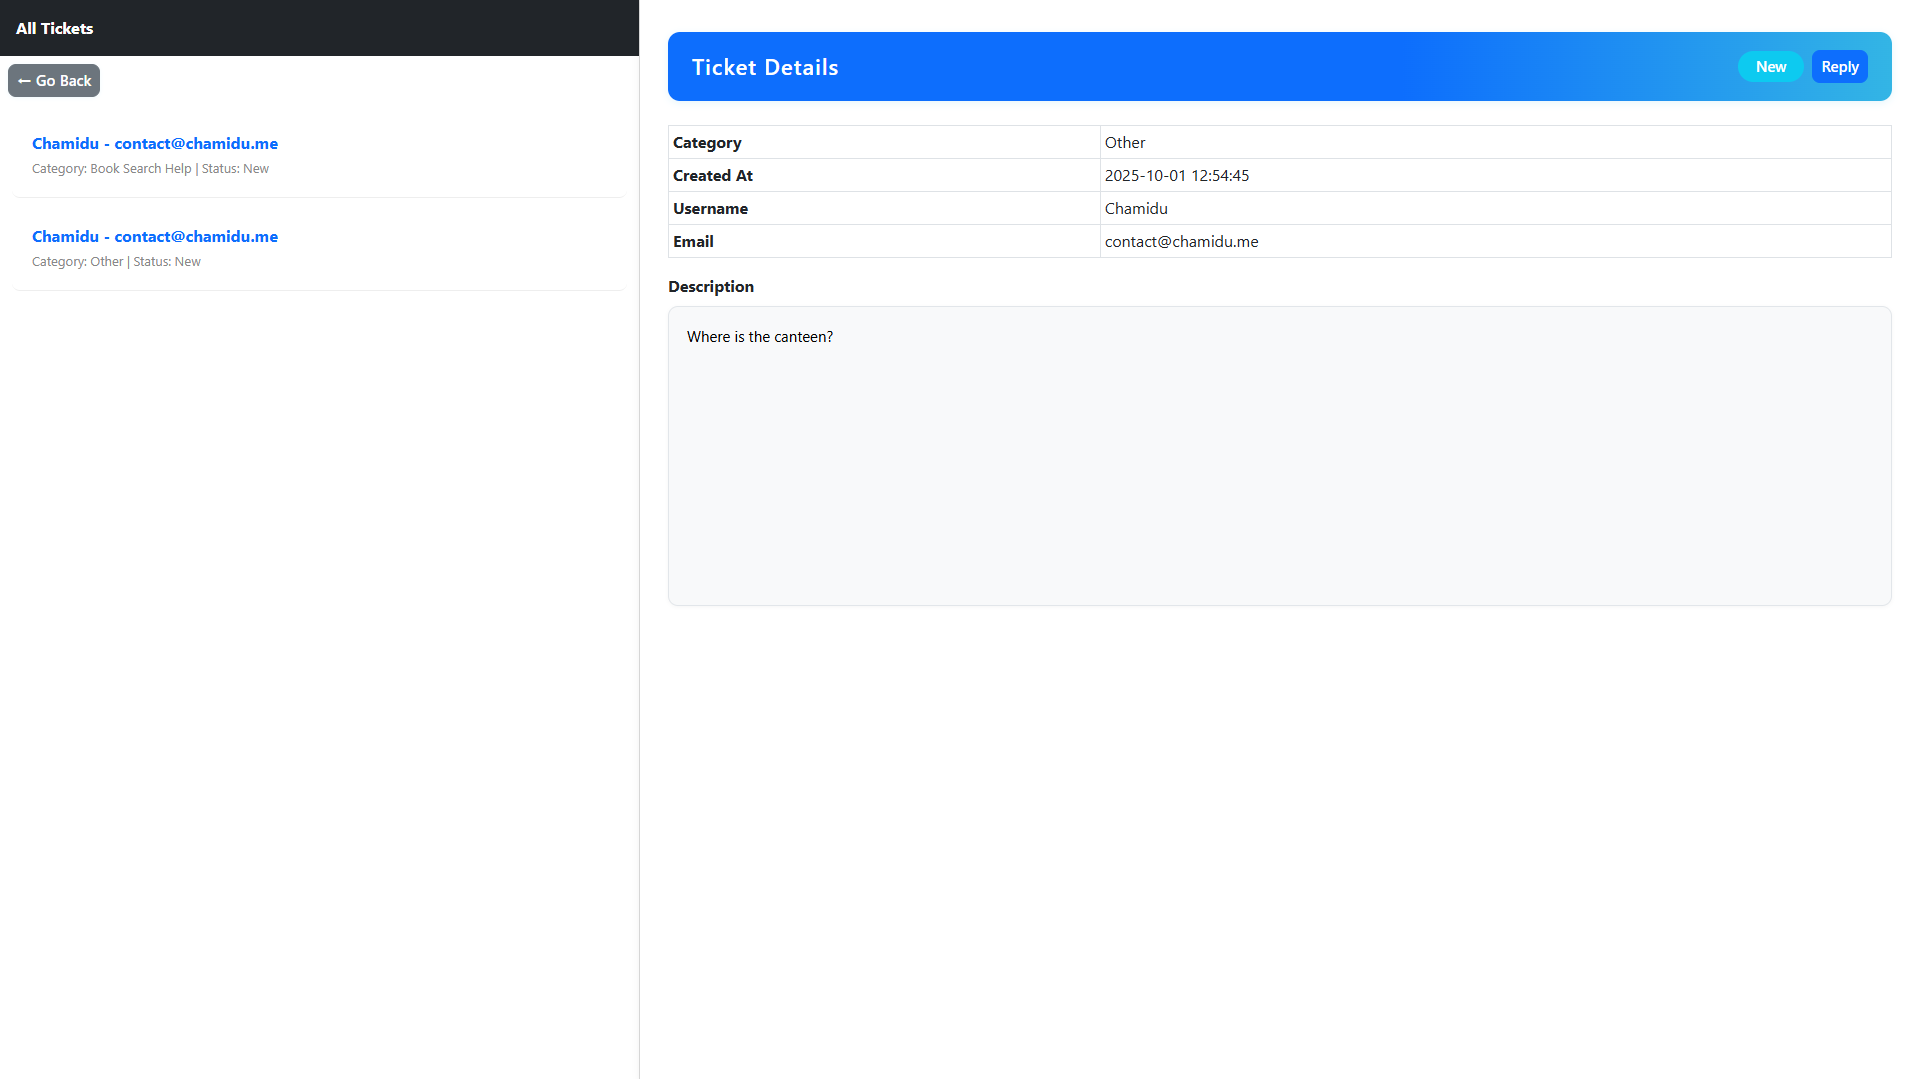 All Tickets
← Go Back
Chamidu - contact@chamidu.me
Category: Book Search Help | Status: New
Chamidu - contact@chamidu.me
Category: Other | Status: New
Ticket Details
New
Reply
Category Other
Created At 2025-10-01 12:54:45
Username Chamidu
Email contact@chamidu.me
Description
Where is the canteen?